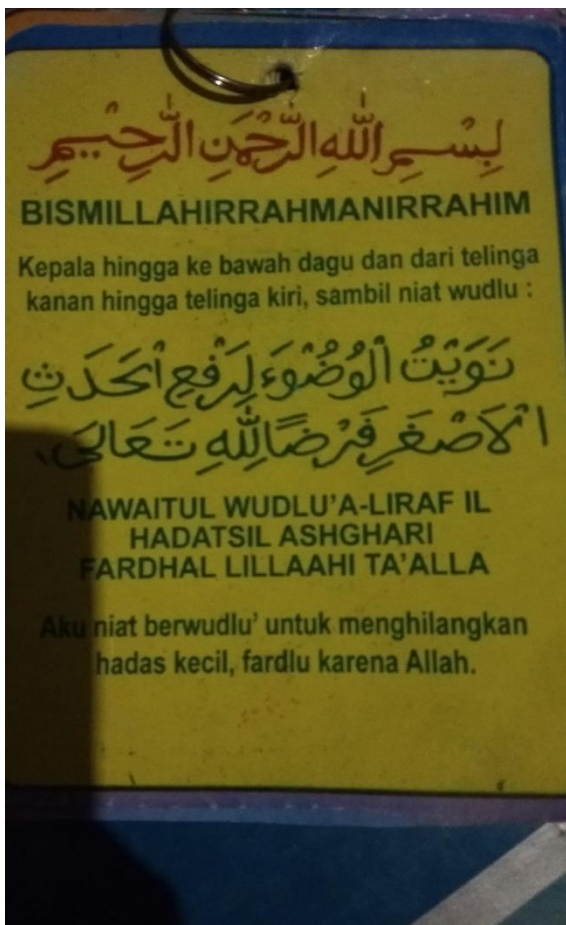 بِسْمِ اللهِ الرَّحْمٰنِ الرَّحِيْمِ
BISMILLAHIRRAHMANIRRAHIM
Kepala hingga ke bawah dagu dan dari telinga
kanan hingga telinga kiri, sambil niat wudlu :
نَوَيْتُ الْوُضُوْءَ لِرَفْعِ الْحَدَثِ
الْاَصْغَرِ فَرْضًا لِلّٰهِ تَعَالَى
NAWAITUL WUDLU'A-LIRAF IL
HADATSIL ASHGHARI
FARDHAL LILLAAHI TA'ALLA
Aku niat berwudlu' untuk menghilangkan
hadas kecil, fardlu karena Allah.